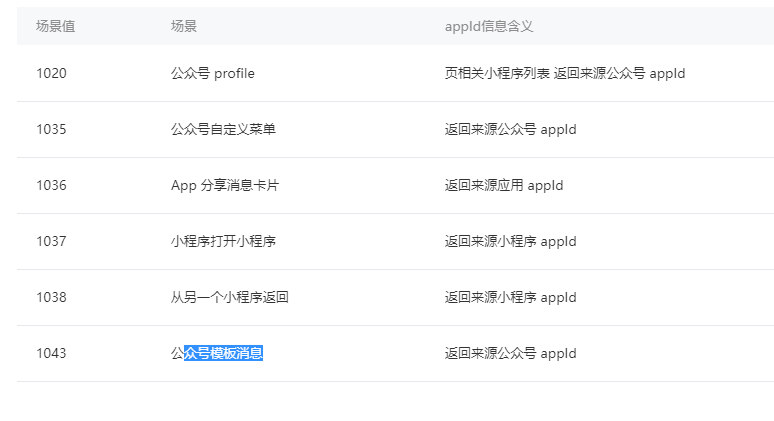 场景值 场景 appId信息含义
1020 公众号 profile 页相关小程序列表 返回来源公众号 appId
1035 公众号自定义菜单 返回来源公众号 appId
1036 App 分享消息卡片 返回来源应用 appId
1037 小程序打开小程序 返回来源小程序 appId
1038 从另一个小程序返回 返回来源小程序 appId
1043 公众号模板消息 返回来源公众号 appId